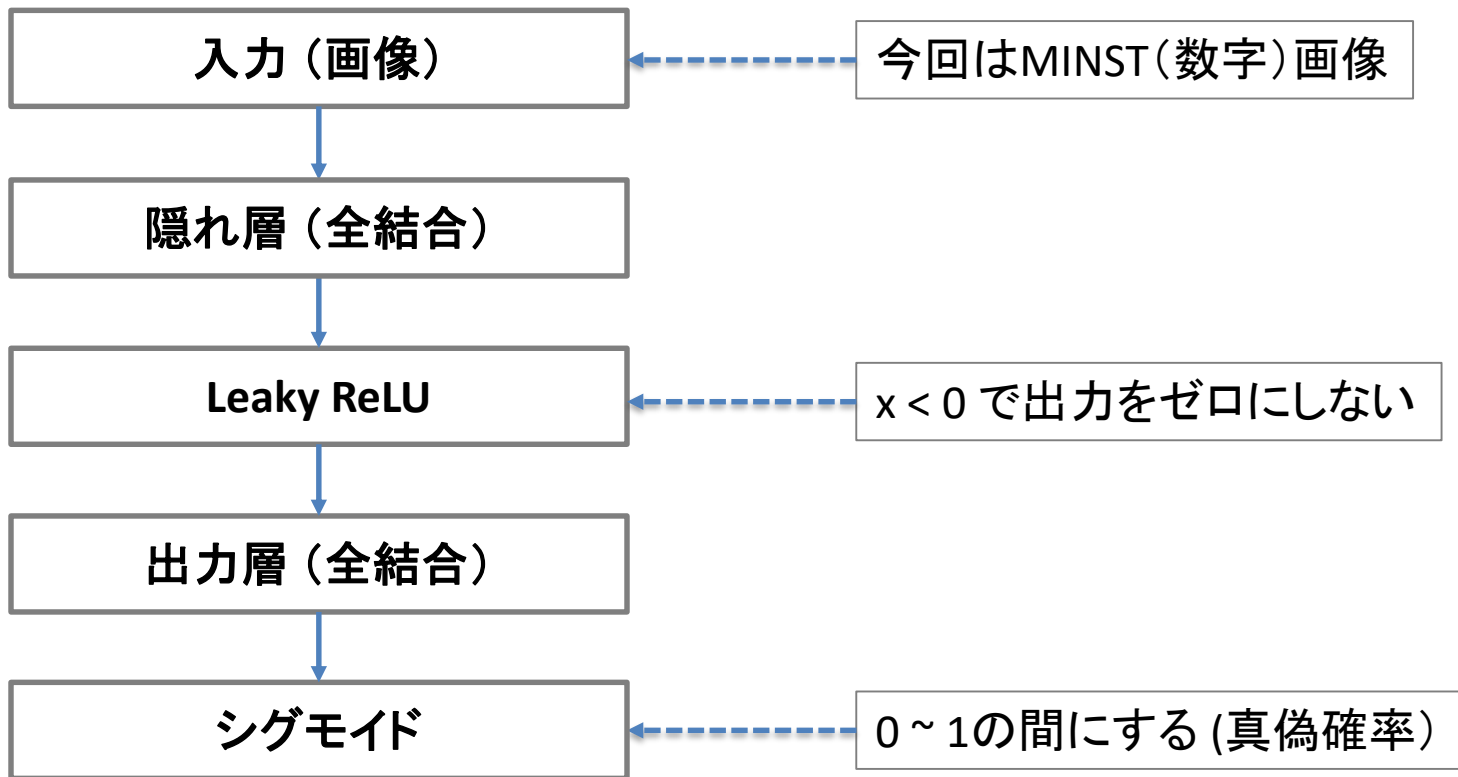 入力（画像）
今回はMINST（数字）画像
隠れ層（全結合）
Leaky ReLU
x < 0 で出力をゼロにしない
出力層（全結合）
シグモイド
0 ~ 1の間にする (真偽確率）